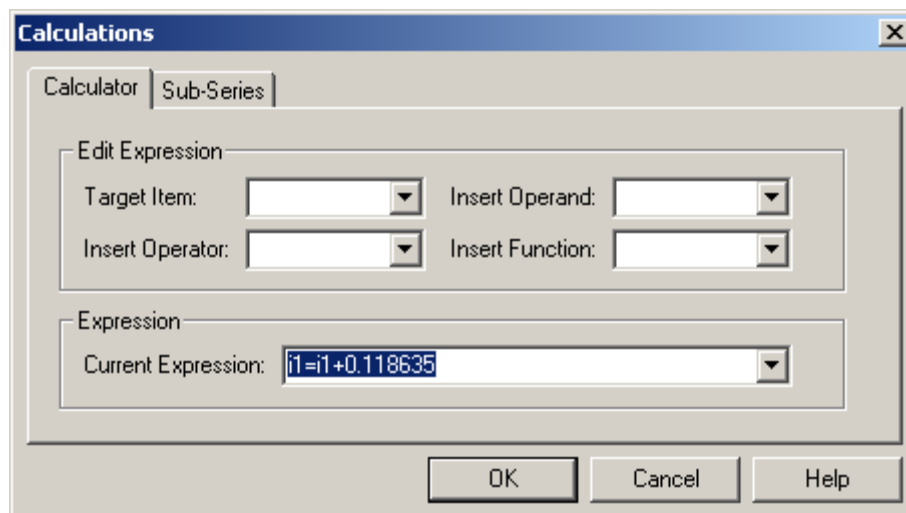 Calculations
Calculator Sub-Series
Edit Expression
Target Item: Insert Operand:
Insert Operator: Insert Function:
Expression
Current Expression: i1=i1+0.118635
OK Cancel Help